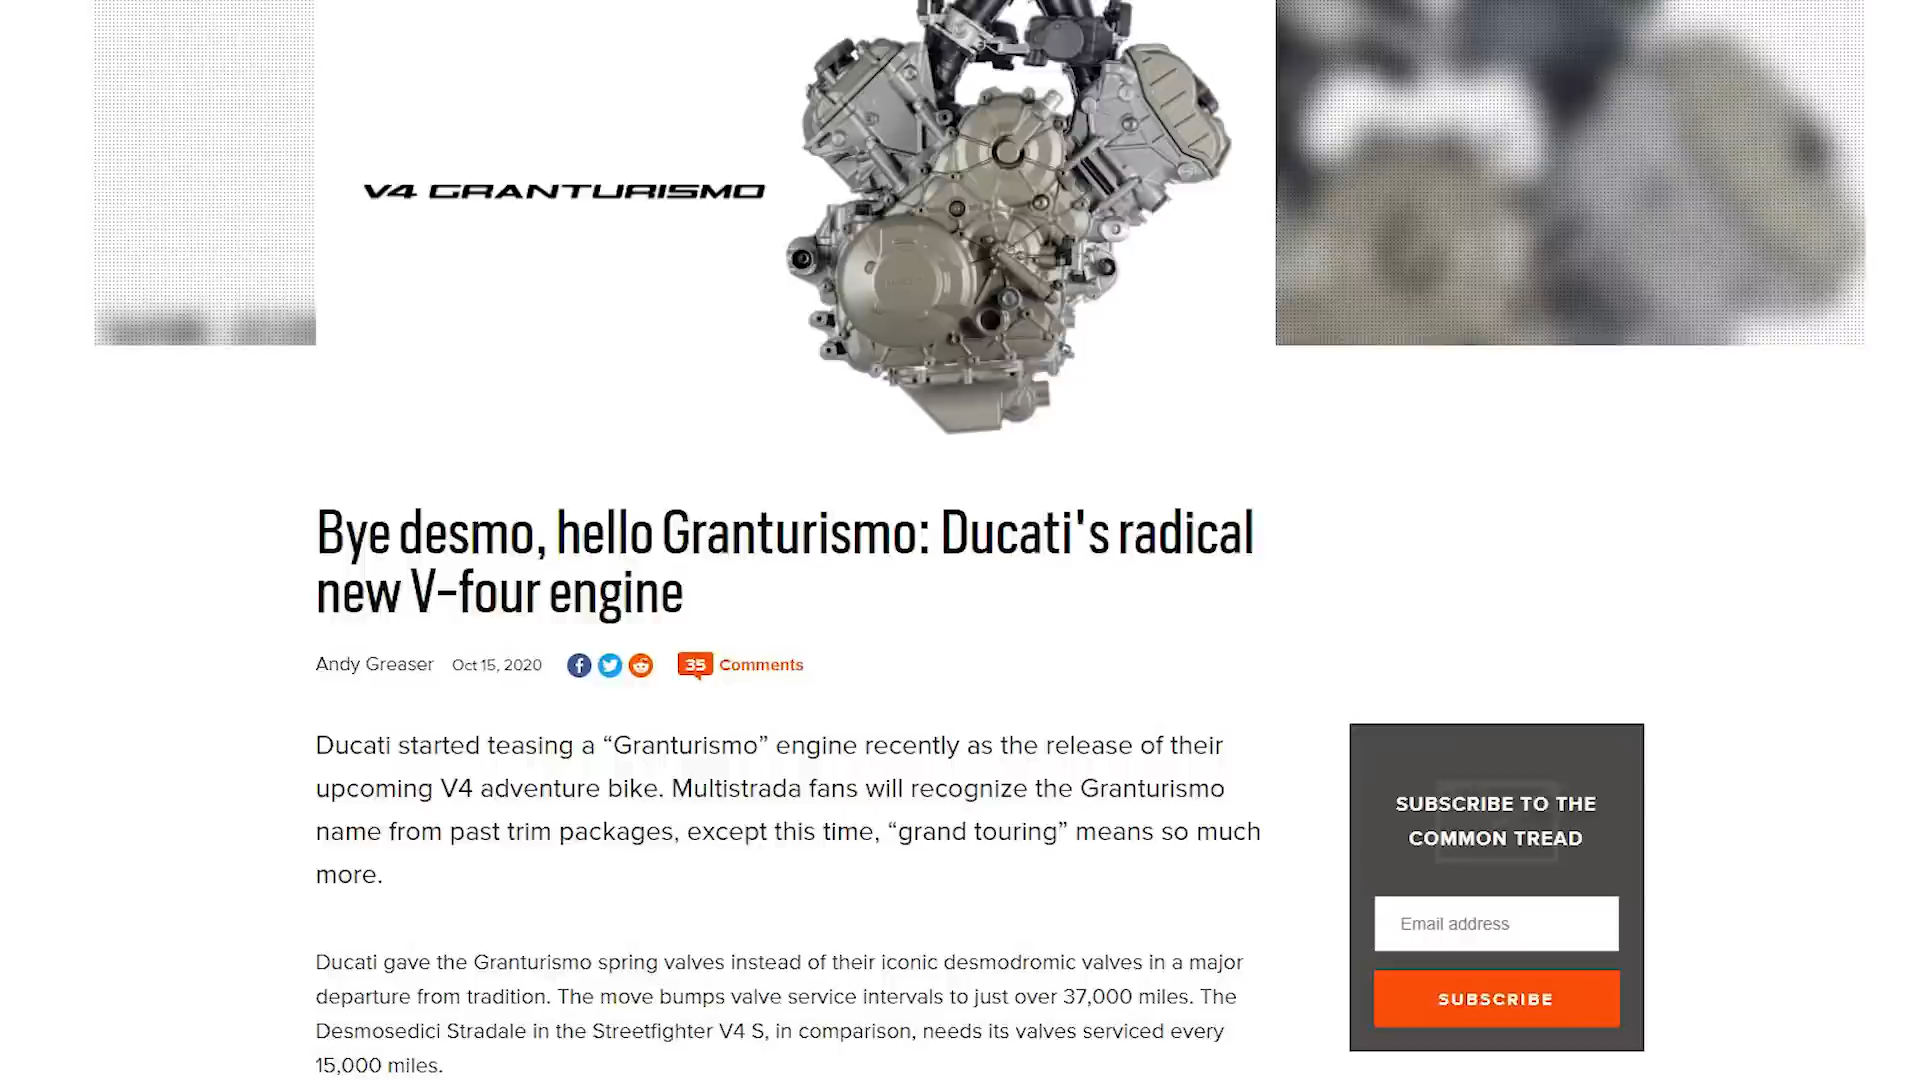 V4 GRANTURISMO
Bye desmo, hello Granturismo: Ducati's radical
new V-four engine
Andy Greaser Oct 15, 2020 35 Comments
Ducati started teasing a “Granturismo” engine recently as the release of their
upcoming V4 adventure bike. Multistrada fans will recognize the Granturismo
name from past trim packages, except this time, “grand touring” means so much
more.
SUBSCRIBE TO THE
COMMON TREAD
Email address
SUBSCRIBE
Ducati gave the Granturismo spring valves instead of their iconic desmodromic valves in a major
departure from tradition. The move bumps valve service intervals to just over 37,000 miles. The
Desmosedici Stradale in the Streetfighter V4 S, in comparison, needs its valves serviced every
15,000 miles.